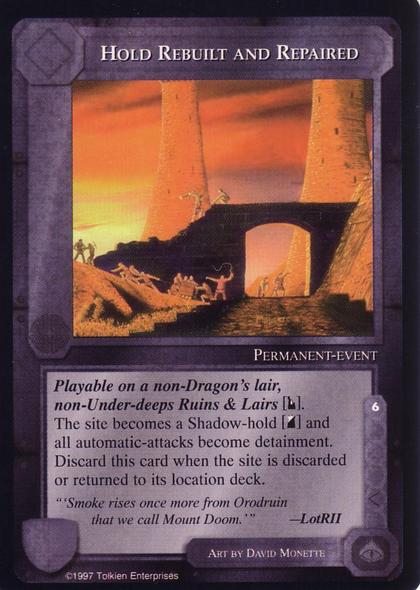 HOLD REBUILT AND REPAIRED
PERMANENT-EVENT
Playable on a non-Dragon's lair,
non-Under-deeps Ruins & Lairs [].
The site becomes a Shadow-hold [] and
all automatic-attacks become detainment.
Discard this card when the site is discarded
or returned to its location deck.
"'Smoke rises once more from Orodruin
that we call Mount Doom.'" —LotRII
6
ART BY DAVID MONETTE
©1997 Tolkien Enterprises